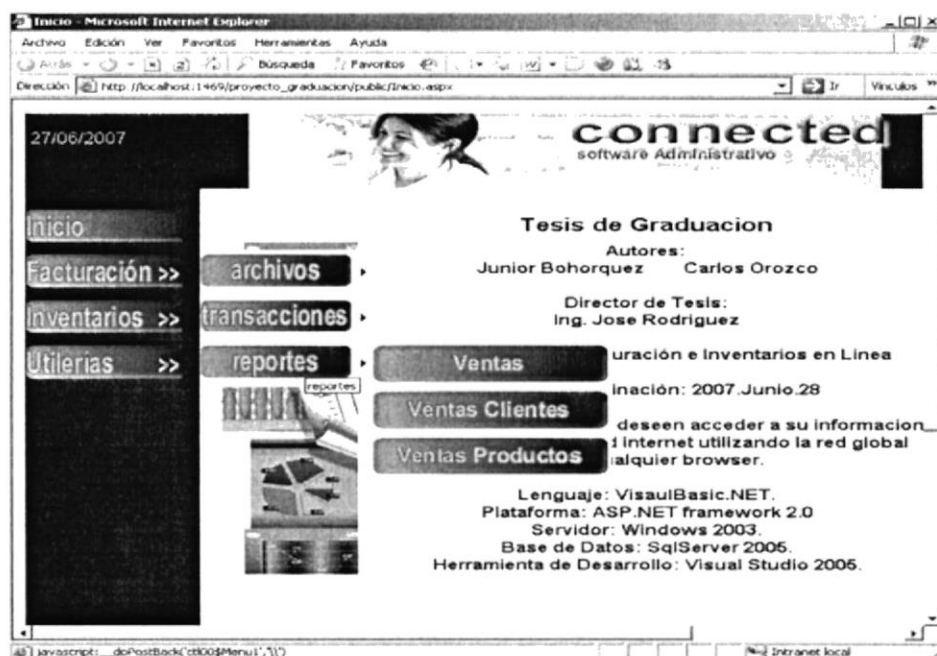 Inicio - Microsoft Internet Explorer
Archivo Edición Ver Favoritos Herramientas Ayuda
Atrás Búsqueda Favoritos
Dirección http://localhost:1469/proyecto_graduacion/public/Inicio.aspx Ir Vínculos
27/06/2007
connected
software Administrativo
Inicio
Facturación >>
Inventarios >>
Utilerias >>
archivos
transacciones
reportes
reportes
Ventas
Ventas Clientes
Ventas Productos
Tesis de Graduacion
Autores:
Junior Bohorquez Carlos Orozco
Director de Tesis:
Ing. Jose Rodriguez
uración e Inventarios en Linea
inación: 2007.Junio.28
deseen acceder a su informacion
internet utilizando la red global
alquier browser.
Lenguaje: VisaulBasic.NET.
Plataforma: ASP.NET framework 2.0
Servidor: Windows 2003.
Base de Datos: SqlServer 2005.
Herramienta de Desarrollo: Visual Studio 2005.
javascript:__doPostBack('ctl00$Menu1','')
Intranet local